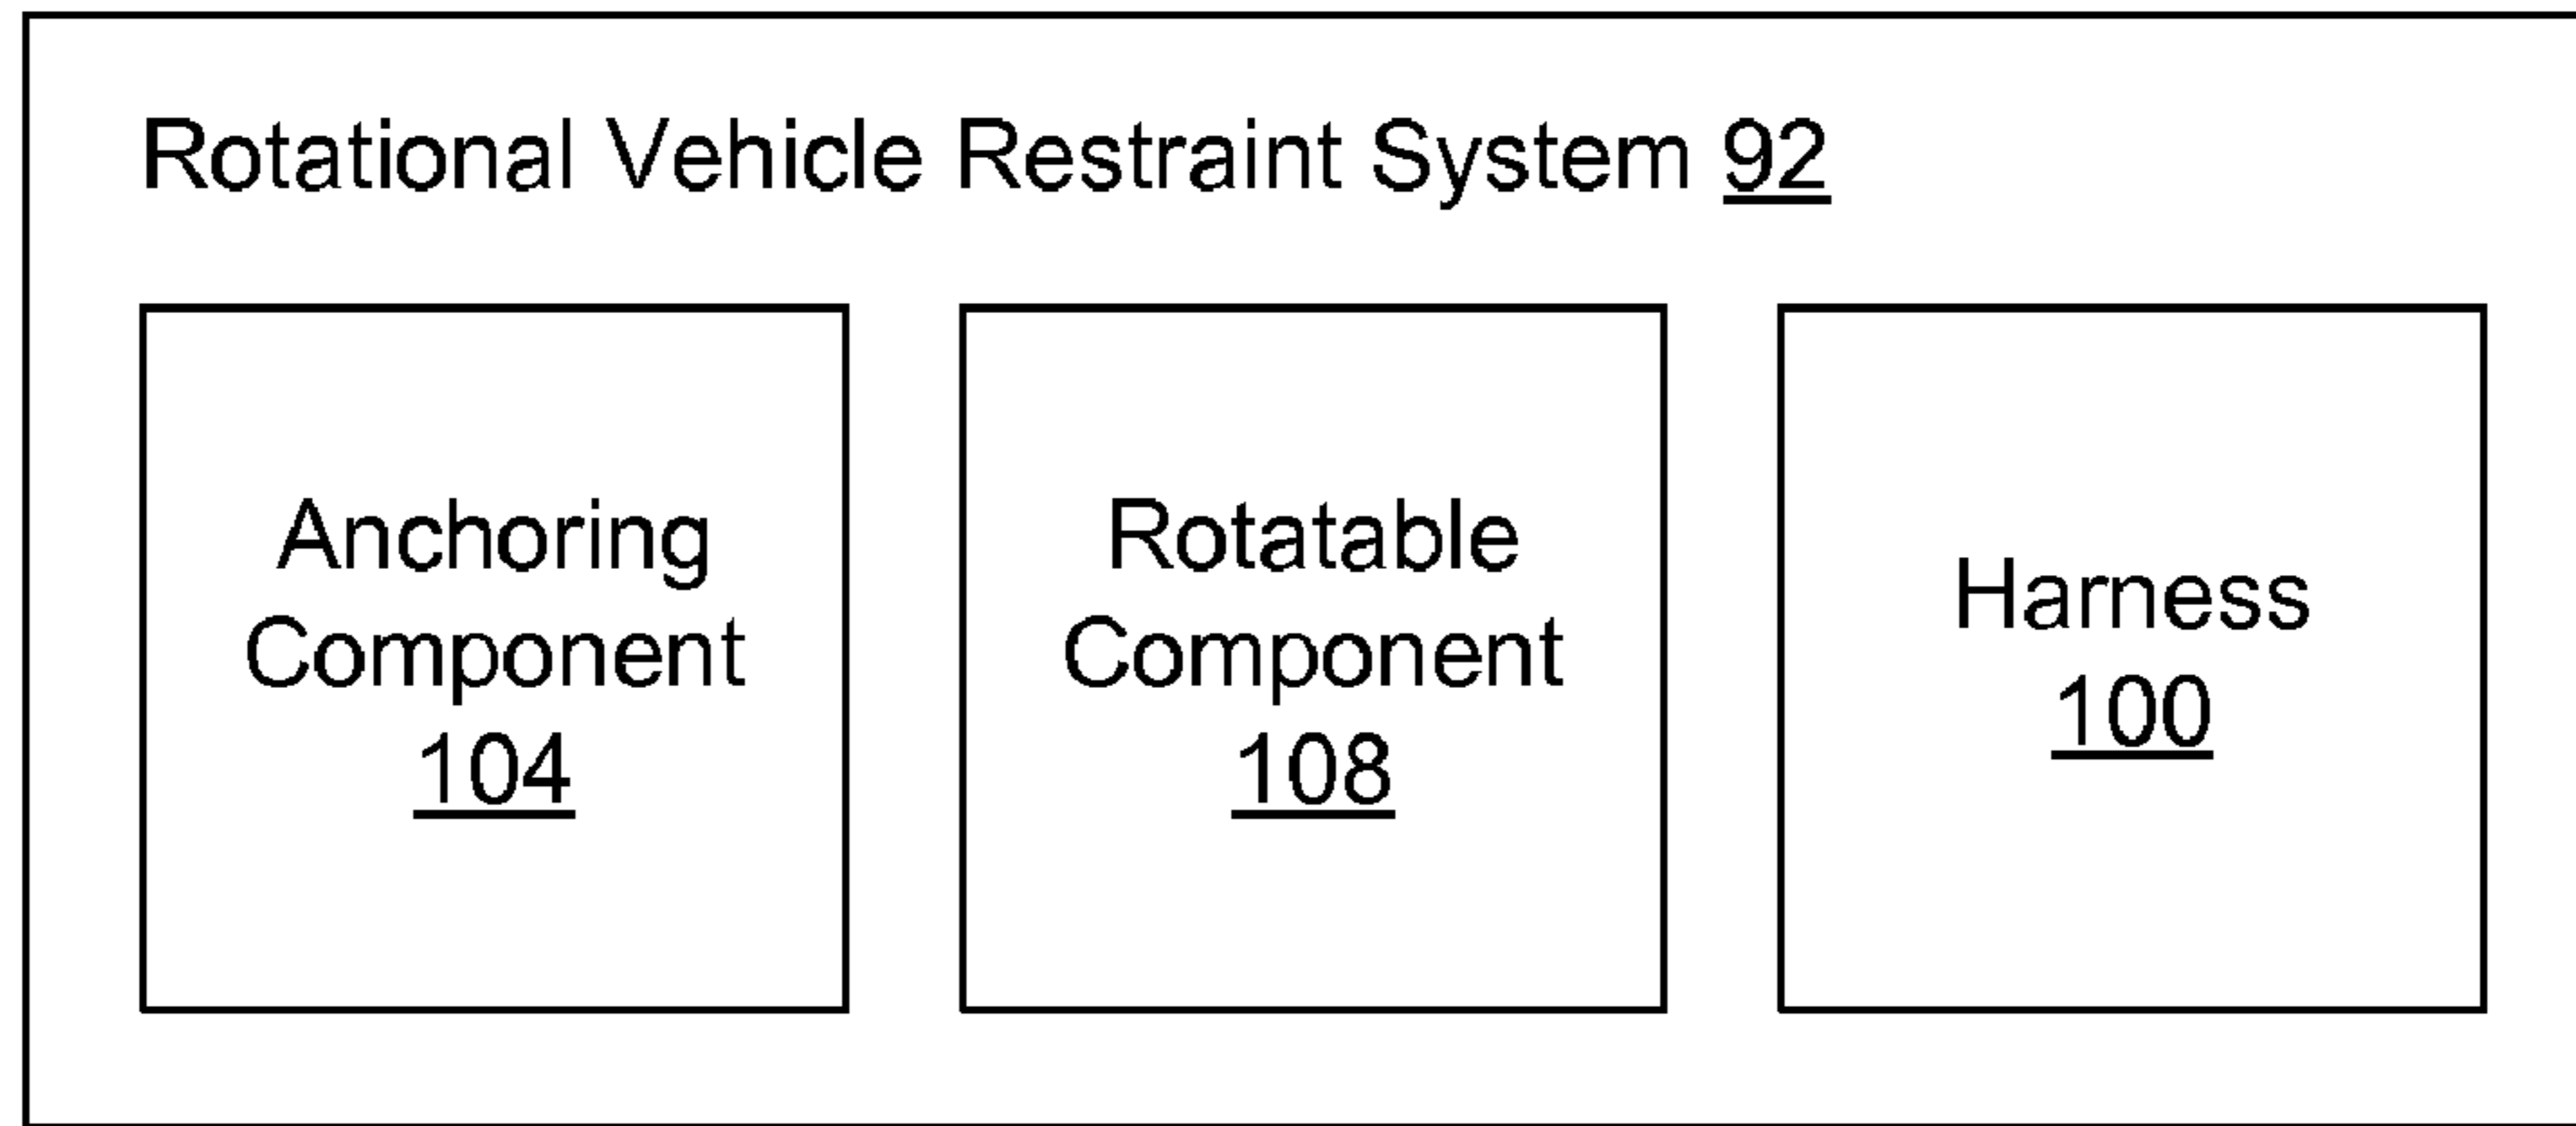 Rotational Vehicle Restraint System 92
Anchoring
Component
104
Rotatable
Component
108
Harness
100